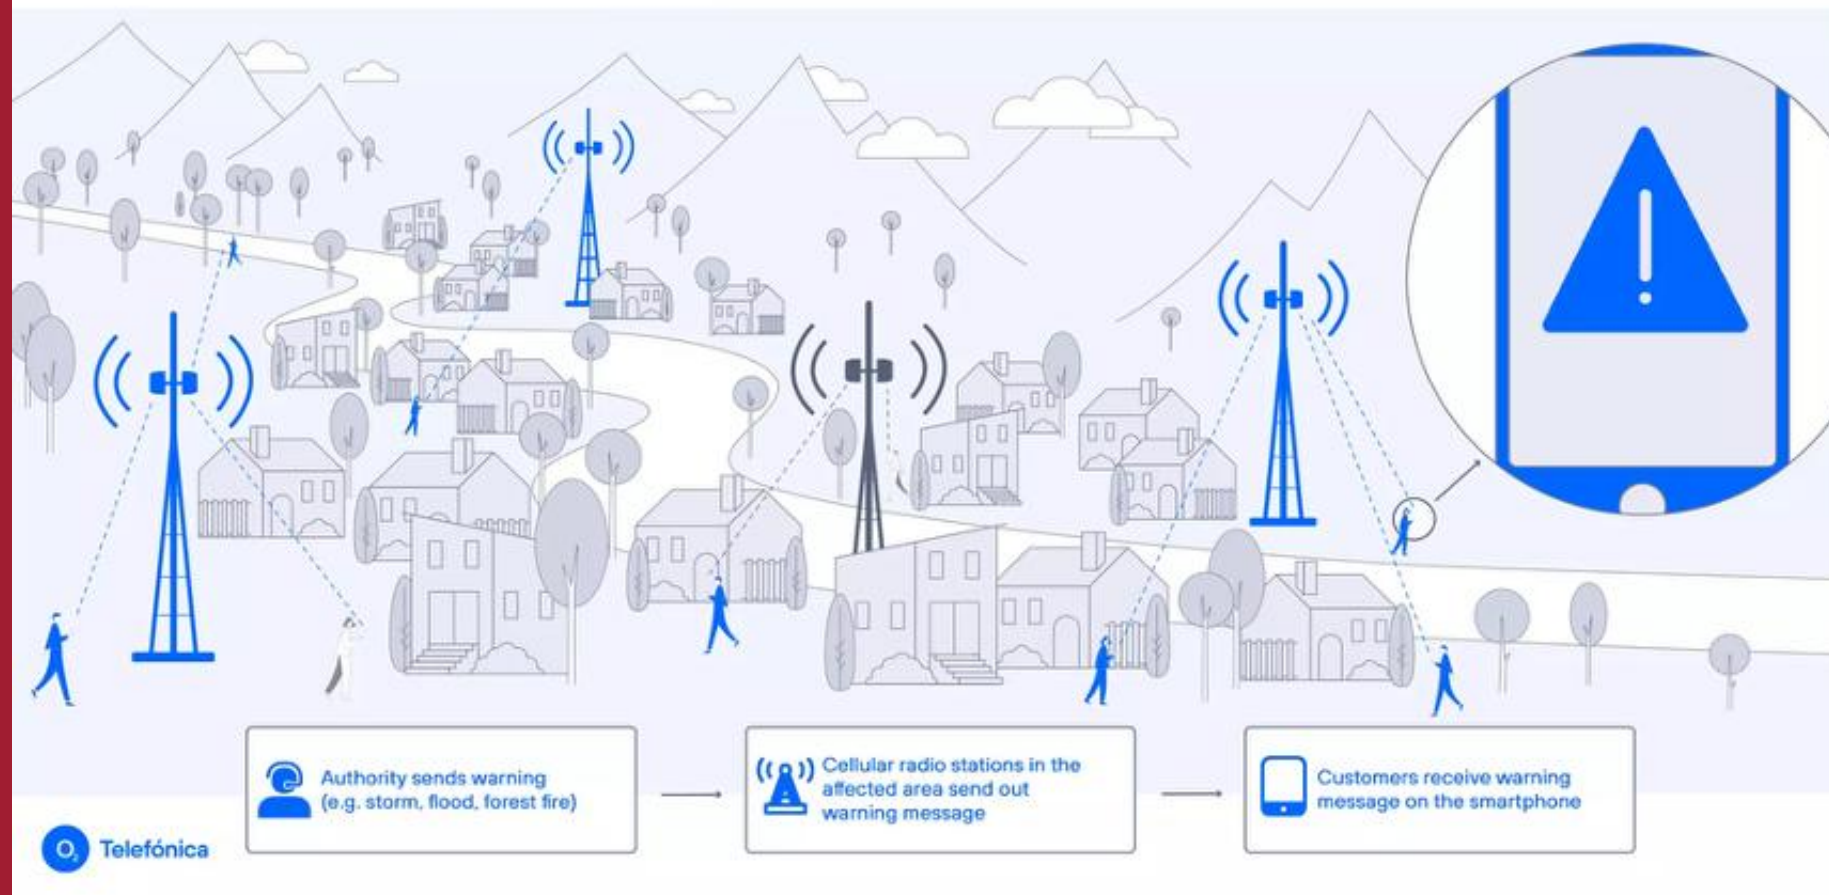 Authority sends warning
(e.g. storm, flood, forest fire)
Cellular radio stations in the
affected area send out
warning message
Customers receive warning
message on the smartphone
O₂ Telefónica